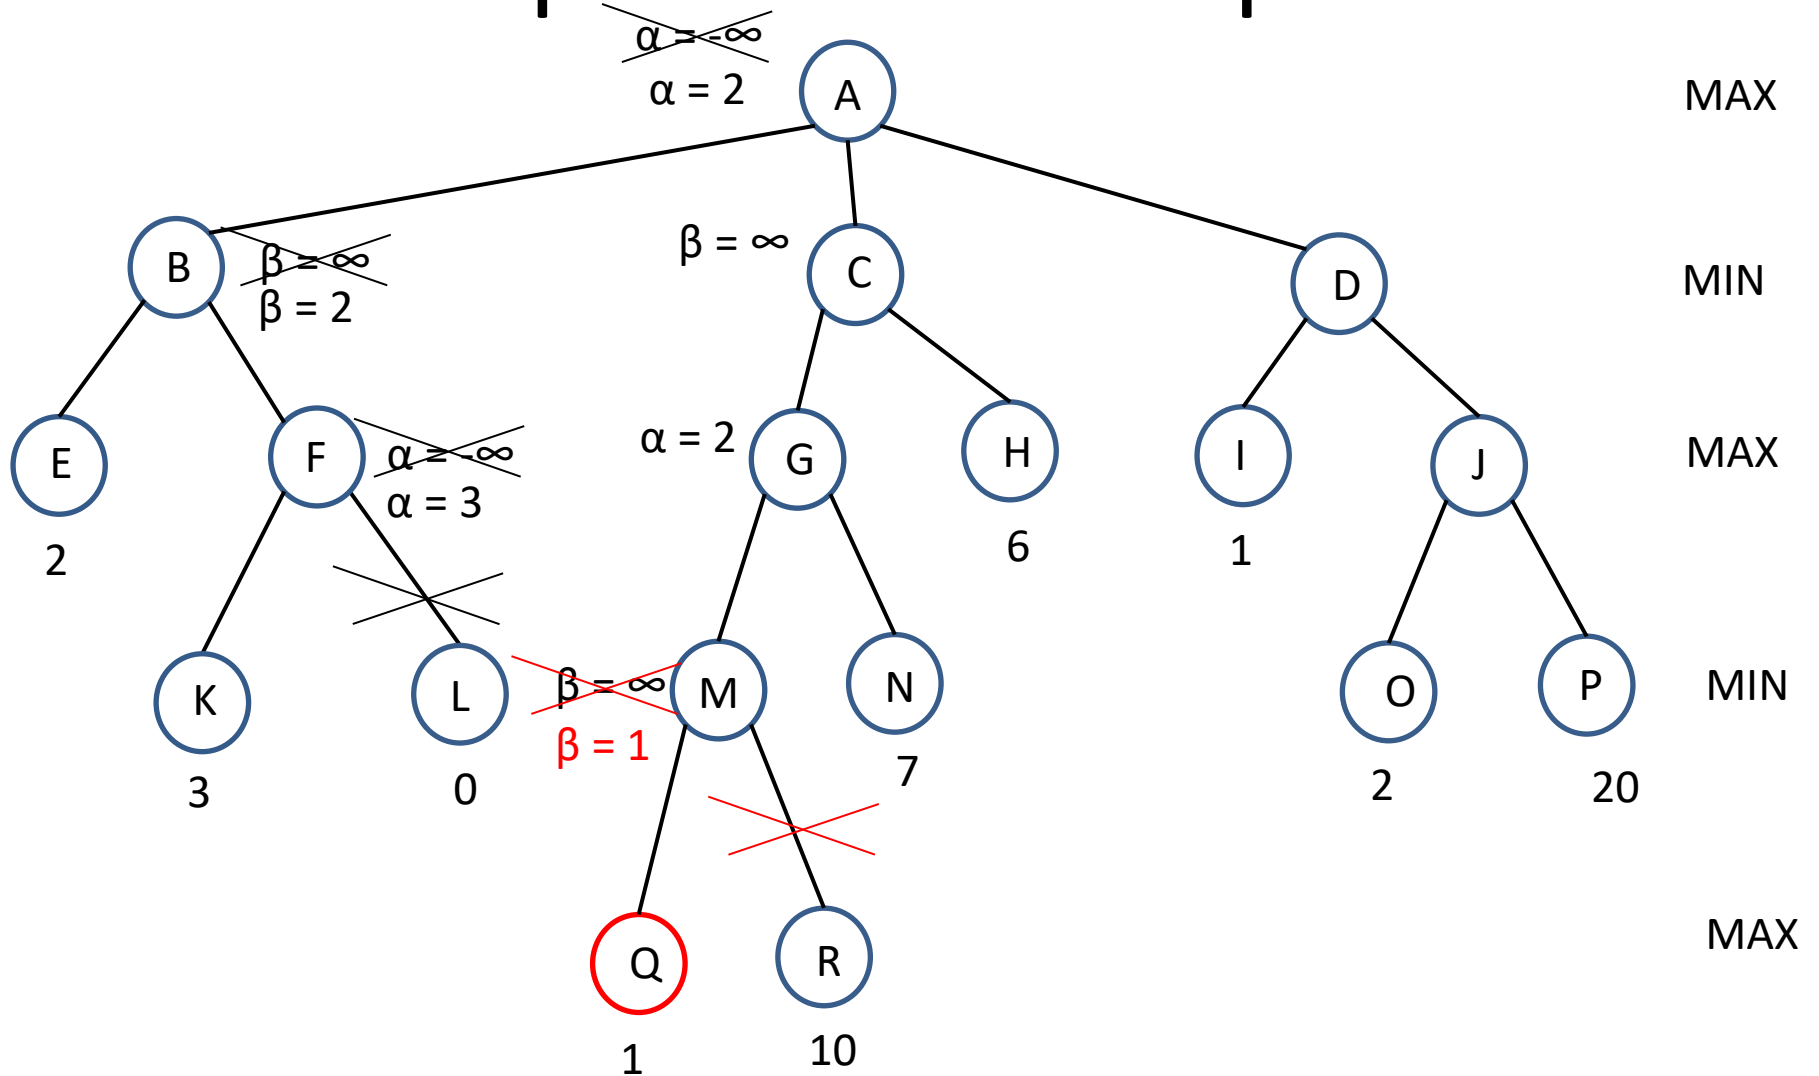 α = -∞
α = 2
A
MAX
B
β = ∞
β = 2
β = ∞
C
D
MIN
E
F
α = -∞
α = 3
α = 2
G
H
I
J
MAX
2
6
1
K
L
β = ∞
β = 1
M
N
O
P
MIN
3
0
7
2
20
Q
R
MAX
1
10